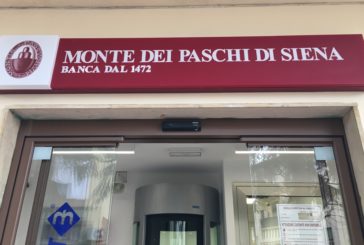 MONTE DEI PASCHI DI SIENA
BANCA DAL 1472